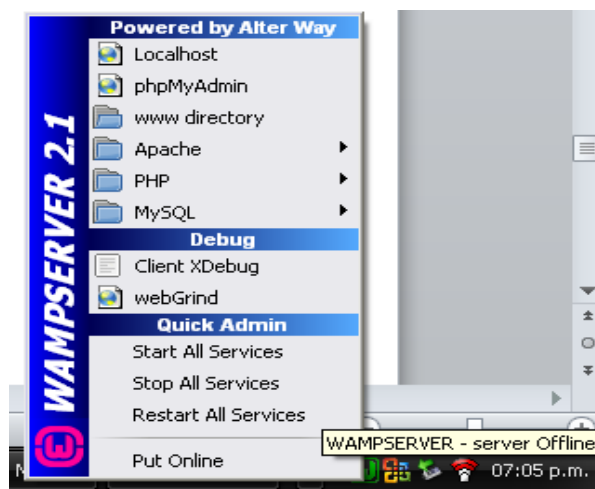 Powered by Alter Way
Localhost
phpMyAdmin
www directory
Apache
PHP
MySQL
Debug
Client XDebug
webGrind
Quick Admin
Start All Services
Stop All Services
Restart All Services
Put Online
WAMPSERVER 2.1
WAMPSERVER - server Offline
07:05 p.m.